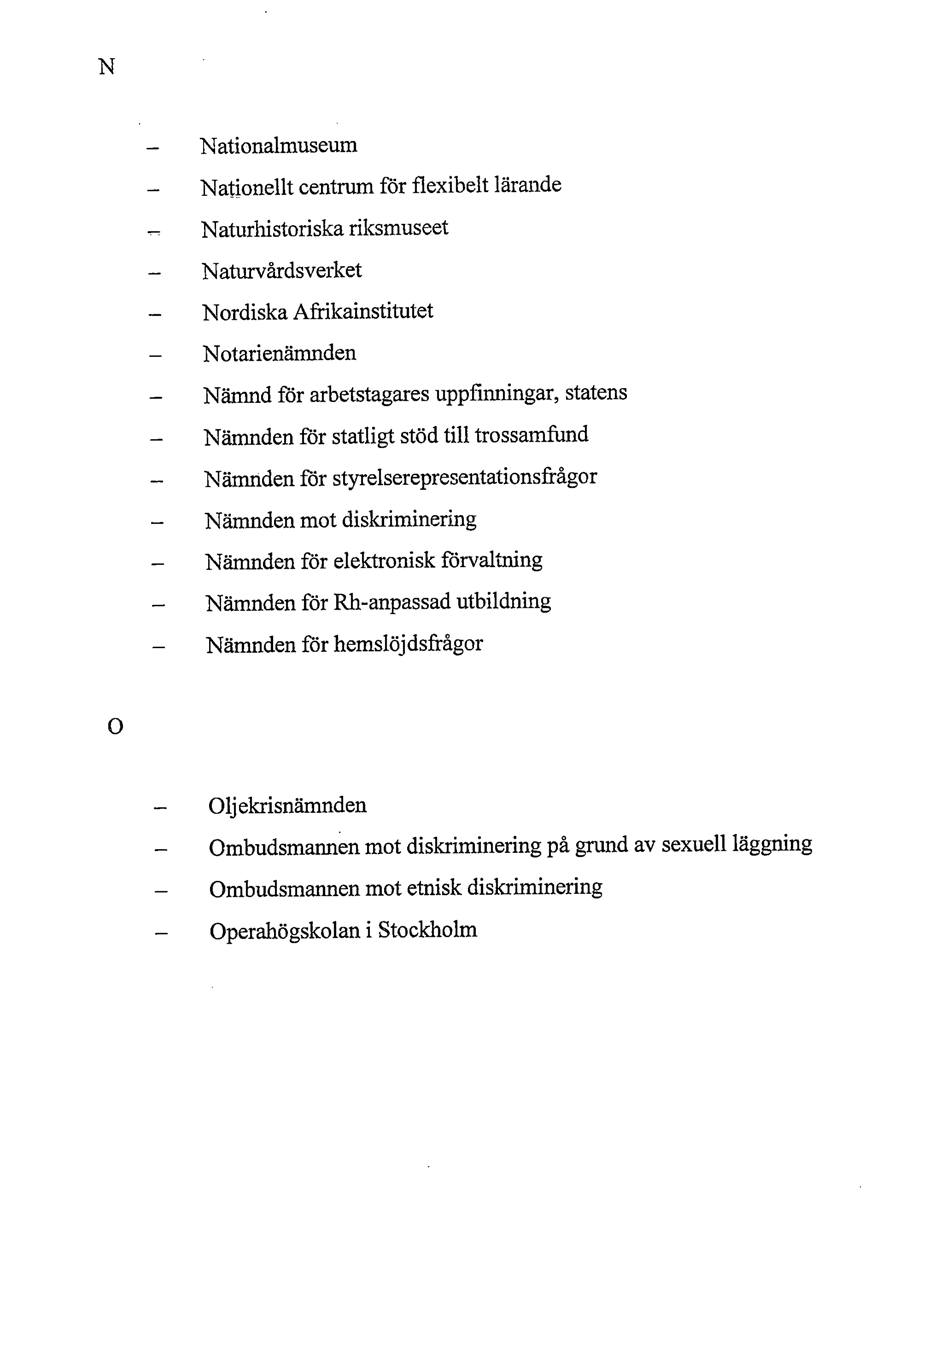 N
– Nationalmuseum
– Nationellt centrum för flexibelt lärande
– Naturhistoriska riksmuseet
– Naturvårdsverket
– Nordiska Afrikainstitutet
– Notarienämnden
– Nämnd för arbetstagares uppfinningar, statens
– Nämnden för statligt stöd till trossamfund
– Nämnden för styrelserepresentationsfrågor
– Nämnden mot diskriminering
– Nämnden för elektronisk förvaltning
– Nämnden för Rh-anpassad utbildning
– Nämnden för hemslöjdsfrågor
O
– Oljekrisnämnden
– Ombudsmannen mot diskriminering på grund av sexuell läggning
– Ombudsmannen mot etnisk diskriminering
– Operahögskolan i Stockholm